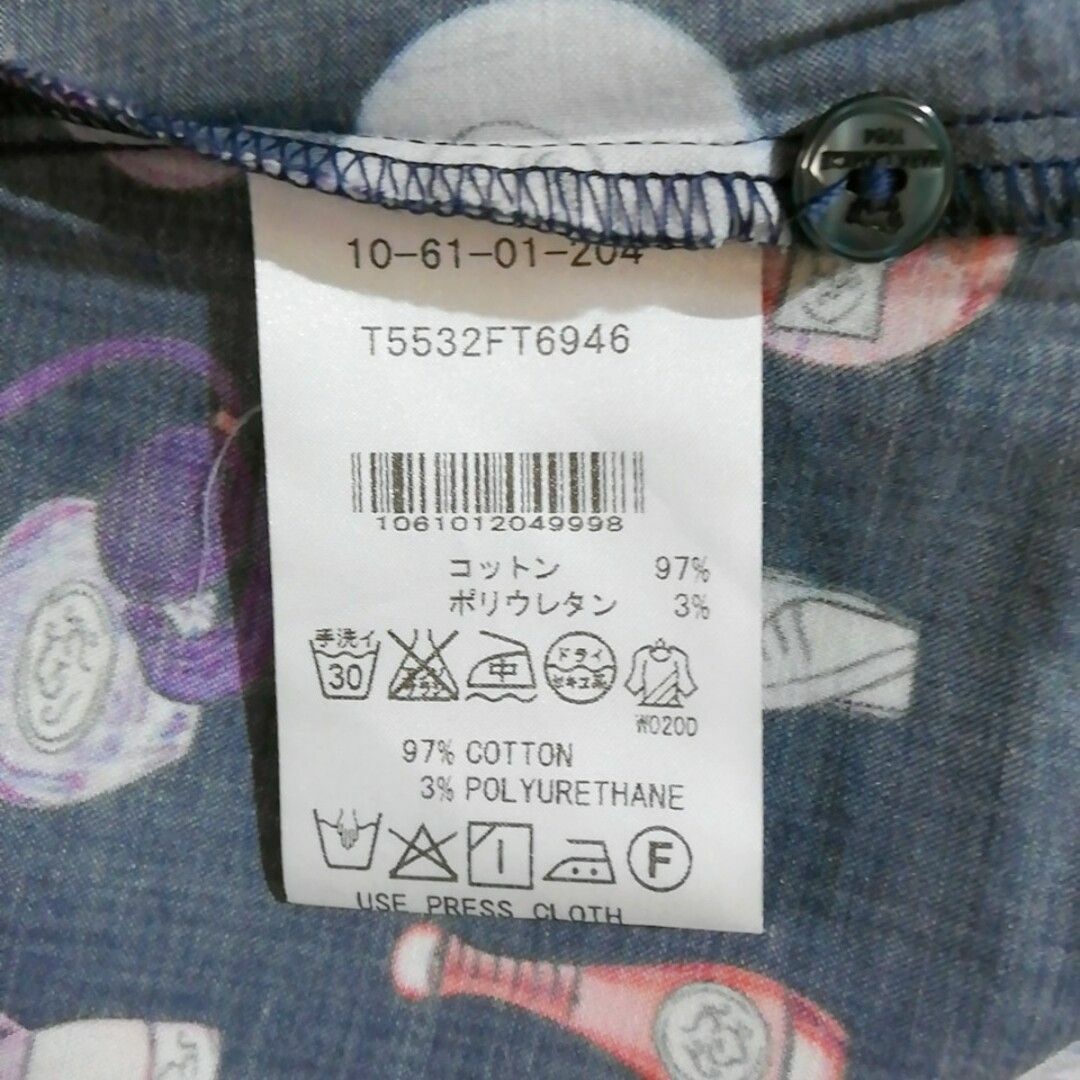 10-61-01-204
T5532FT6946
1061012049998
コットン 97%
ポリウレタン 3%
手洗イ
30
中
ドライ
セキユ系
W020D
97% COTTON
3% POLYURETHANE
F
USE PRESS CLOTH